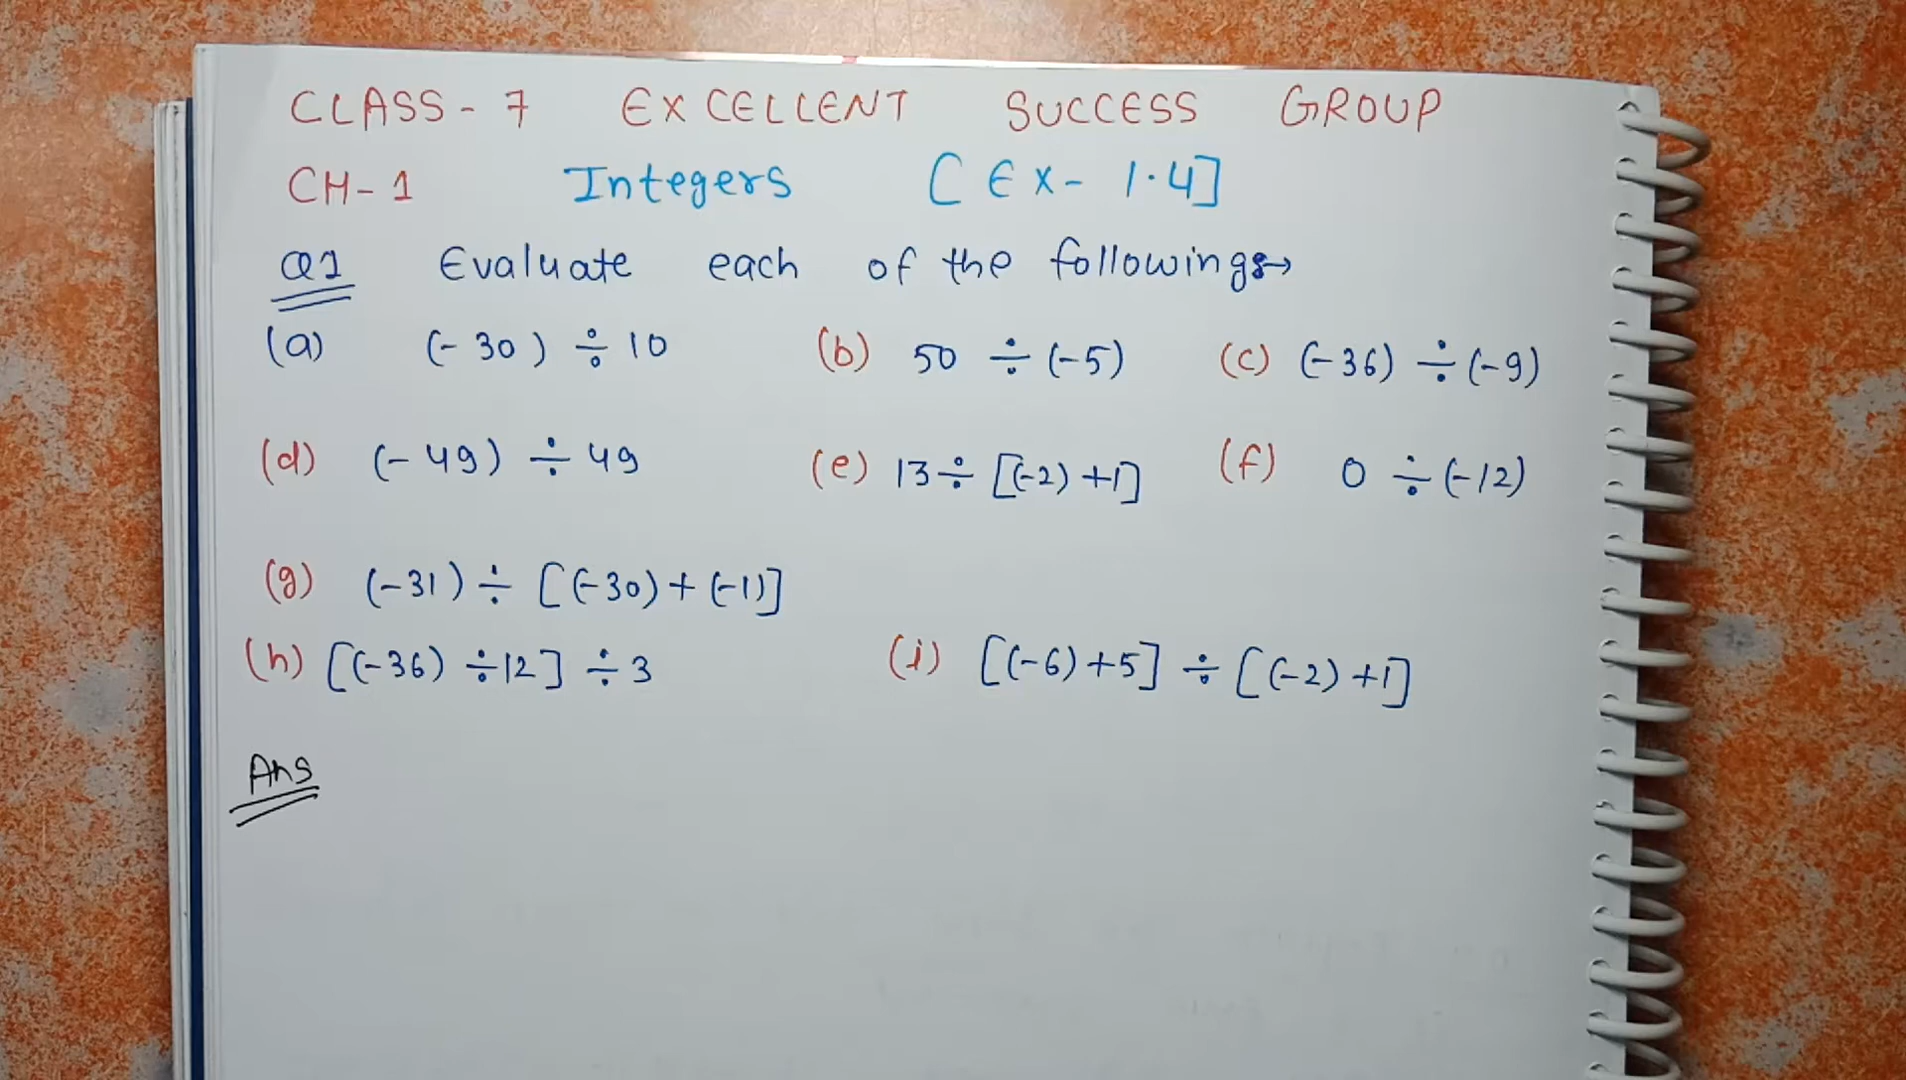 CLASS - 7 EXCELLENT SUCCESS GROUP
CH-1 Integers [EX- 1.4]
Q1 Evaluate each of the followings→
(a) (-30) ÷ 10 (b) 50 ÷ (-5) (c) (-36) ÷ (-9)
(d) (-49) ÷ 49 (e) 13 ÷ [(-2) +1] (f) 0 ÷ (-12)
(g) (-31) ÷ [(-30) + (-1)]
(h) [(-36) ÷12] ÷ 3 (i) [(-6) +5] ÷ [(-2) +1]
Ans